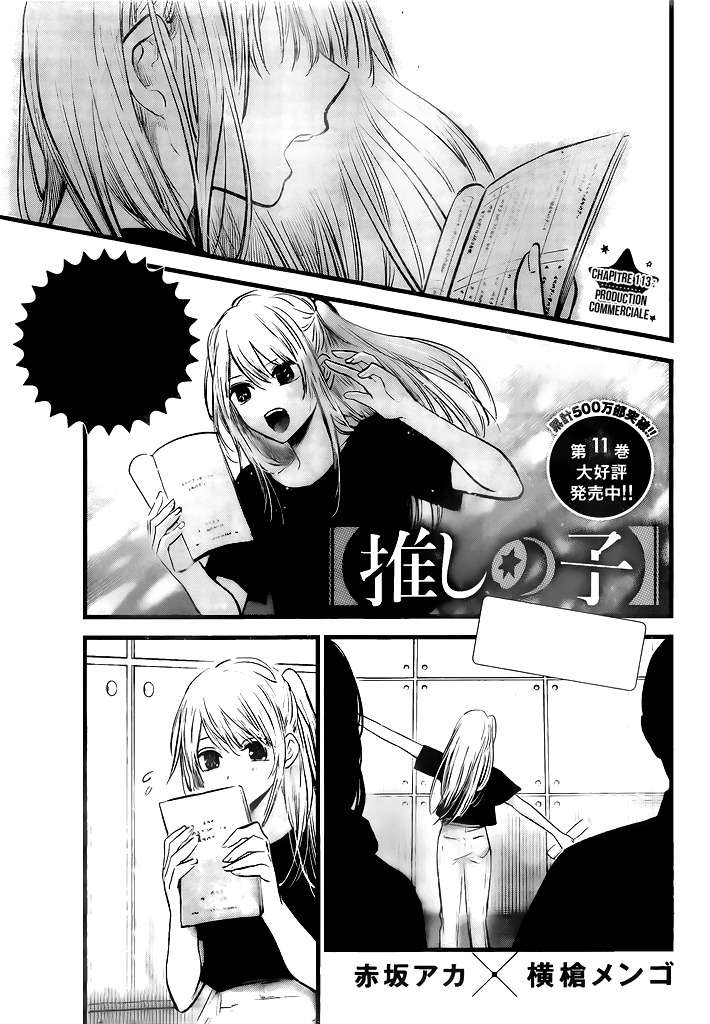 CHAPITRE 113 :
PRODUCTION
COMMERCIALE
累計500万部突破!!
第11巻
大好評
発売中!!
【推しの子】
赤坂アカ×横槍メンゴ